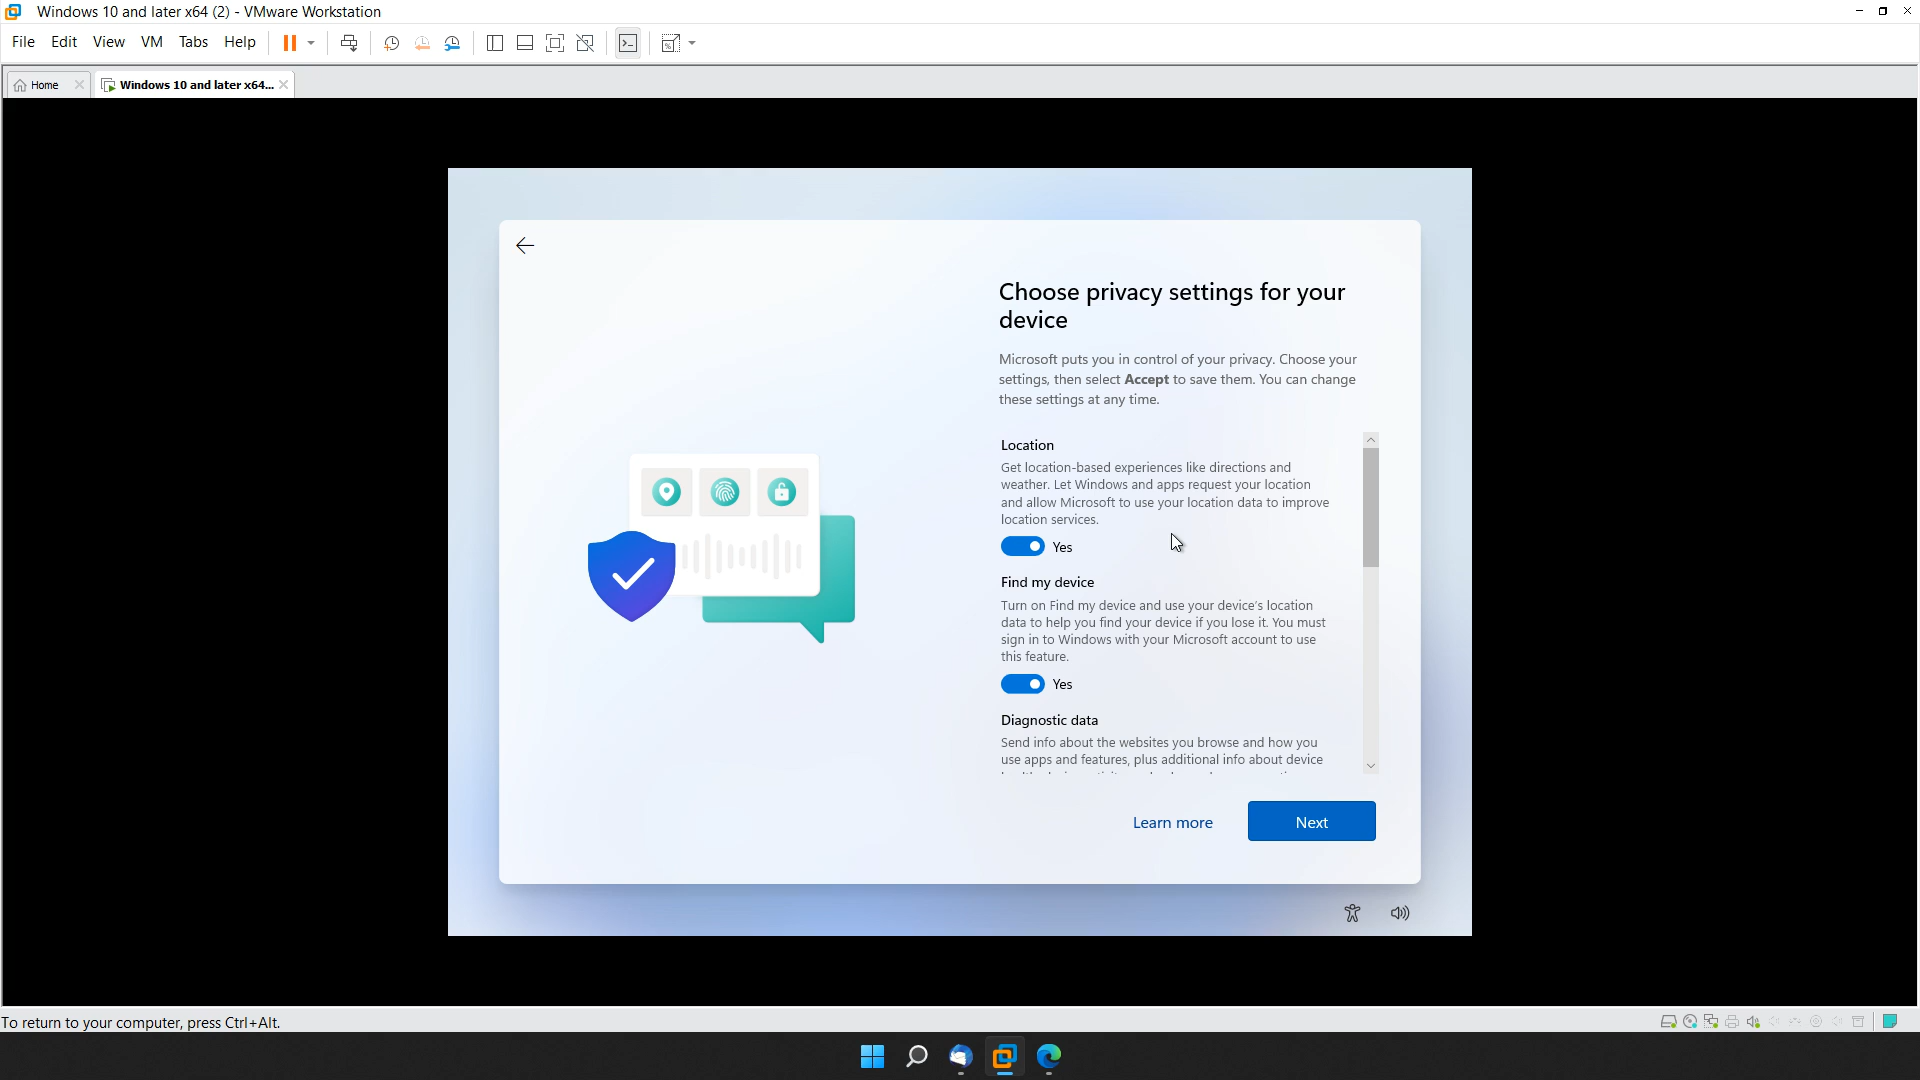 Windows 10 and later x64 (2) - VMware Workstation
File Edit View VM Tabs Help
Home
Windows 10 and later x64...
Choose privacy settings for your
device
Microsoft puts you in control of your privacy. Choose your
settings, then select Accept to save them. You can change
these settings at any time.
Location
Get location-based experiences like directions and
weather. Let Windows and apps request your location
and allow Microsoft to use your location data to improve
location services.
Yes
Find my device
Turn on Find my device and use your device's location
data to help you find your device if you lose it. You must
sign in to Windows with your Microsoft account to use
this feature.
Yes
Diagnostic data
Send info about the websites you browse and how you
use apps and features, plus additional info about device
Learn more
Next
To return to your computer, press Ctrl+Alt.